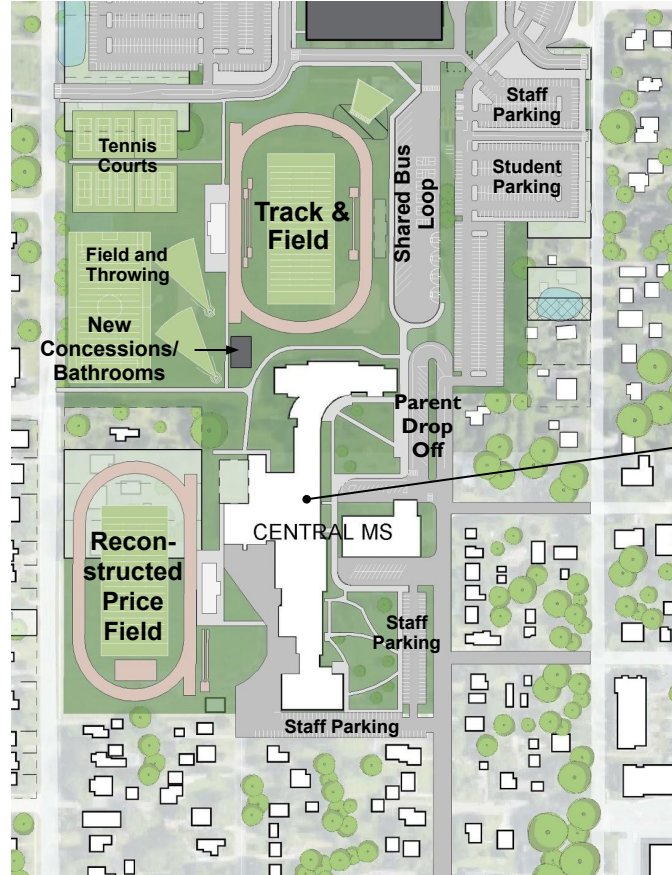 Staff
Parking
Tennis
Courts
Student
Parking
Shared Bus
Loop
Track &
Field
Field and
Throwing
New
Concessions/
Bathrooms
Parent
Drop
Off
CENTRAL MS
Recon-
structed
Price
Field
Staff
Parking
Staff Parking